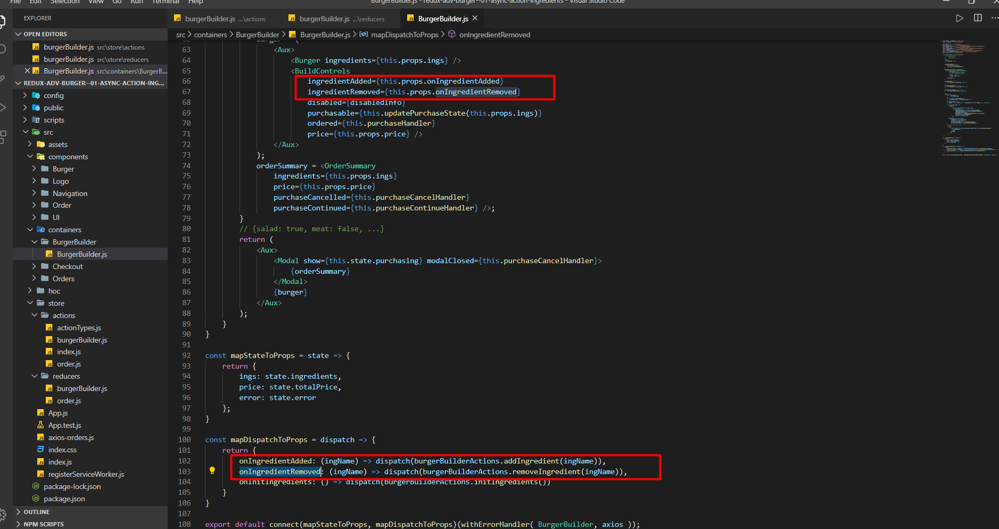 File Edit Selection View Go Run Terminal Help
BurgerBuilder.js - redux-adv-burger--01-async-action-ingredients - Visual Studio Code
EXPLORER
OPEN EDITORS
burgerBuilder.js src\store\actions
burgerBuilder.js src\store\reducers
BurgerBuilder.js src\containers\BurgerB...
REDUX-ADV-BURGER--01-ASYNC-ACTION-ING...
config
public
scripts
src
assets
components
Burger
Logo
Navigation
Order
UI
containers
BurgerBuilder
BurgerBuilder.js
Checkout
Orders
hoc
store
actions
actionTypes.js
burgerBuilder.js
index.js
order.js
reducers
burgerBuilder.js
order.js
App.js
App.test.js
axios-orders.js
index.css
index.js
registerServiceWorker.js
package-lock.json
package.json
OUTLINE
NPM SCRIPTS
burgerBuilder.js ...\actions
burgerBuilder.js ...\reducers
BurgerBuilder.js
src > containers > BurgerBuilder > BurgerBuilder.js > mapDispatchToProps > onIngredientRemoved
62 burger = (
63 <Aux>
64 <Burger ingredients={this.props.ings} />
65 <BuildControls
66 ingredientAdded={this.props.onIngredientAdded}
67 ingredientRemoved={this.props.onIngredientRemoved}
68 disabled={disabledInfo}
69 purchasable={this.updatePurchaseState(this.props.ings)}
70 ordered={this.purchaseHandler}
71 price={this.props.price} />
72 </Aux>
73 );
74 orderSummary = <OrderSummary
75 ingredients={this.props.ings}
76 price={this.props.price}
77 purchaseCancelled={this.purchaseCancelHandler}
78 purchaseContinued={this.purchaseContinueHandler} />;
79 }
80 // {salad: true, meat: false, ...}
81 return (
82 <Aux>
83 <Modal show={this.state.purchasing} modalClosed={this.purchaseCancelHandler}>
84 {orderSummary}
85 </Modal>
86 {burger}
87 </Aux>
88 );
89 }
90 }
91
92 const mapStateToProps = state => {
93 return {
94 ings: state.ingredients,
95 price: state.totalPrice,
96 error: state.error
97 };
98 }
99
100 const mapDispatchToProps = dispatch => {
101 return {
102 onIngredientAdded: (ingName) => dispatch(burgerBuilderActions.addIngredient(ingName)),
103 onIngredientRemoved: (ingName) => dispatch(burgerBuilderActions.removeIngredient(ingName)),
104 onInitIngredients: () => dispatch(burgerBuilderActions.initIngredients())
105 }
106 }
107
108 export default connect(mapStateToProps, mapDispatchToProps)(withErrorHandler( BurgerBuilder, axios ));